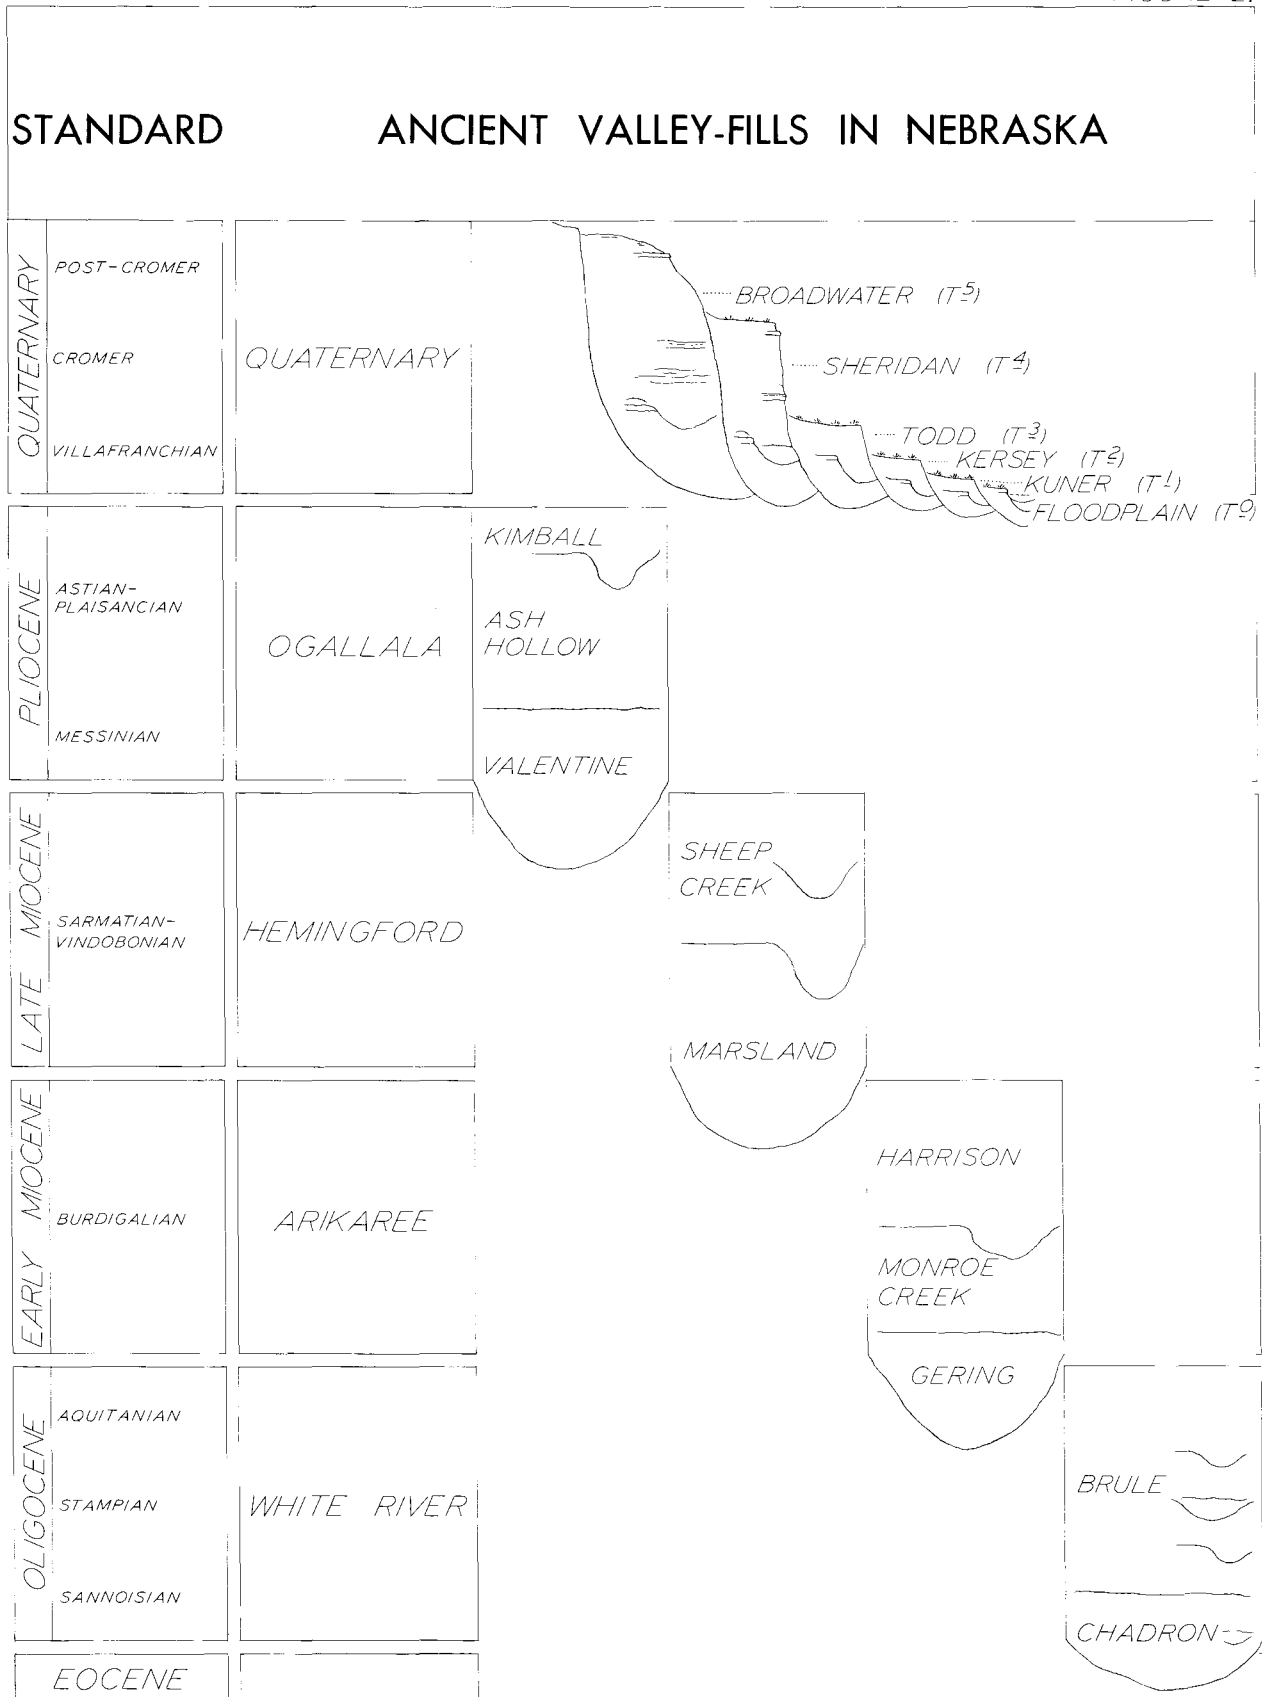 STANDARD ANCIENT VALLEY-FILLS IN NEBRASKA
QUATERNARY
POST-CROMER
CROMER
VILLAFRANCHIAN
QUATERNARY
BROADWATER (T5)
SHERIDAN (T4)
TODD (T3)
KERSEY (T2)
KUNER (T1)
FLOODPLAIN (T0)
PLIOCENE
ASTIAN-
PLAISANCIAN
MESSINIAN
OGALLALA
KIMBALL
ASH
HOLLOW
VALENTINE
LATE MIOCENE
SARMATIAN-
VINDOBONIAN
HEMINGFORD
SHEEP
CREEK
MARSLAND
EARLY MIOCENE
BURDIGALIAN
ARIKAREE
HARRISON
MONROE
CREEK
GERING
OLIGOCENE
AQUITANIAN
STAMPIAN
SANNOISIAN
WHITE RIVER
BRULE
CHADRON
EOCENE